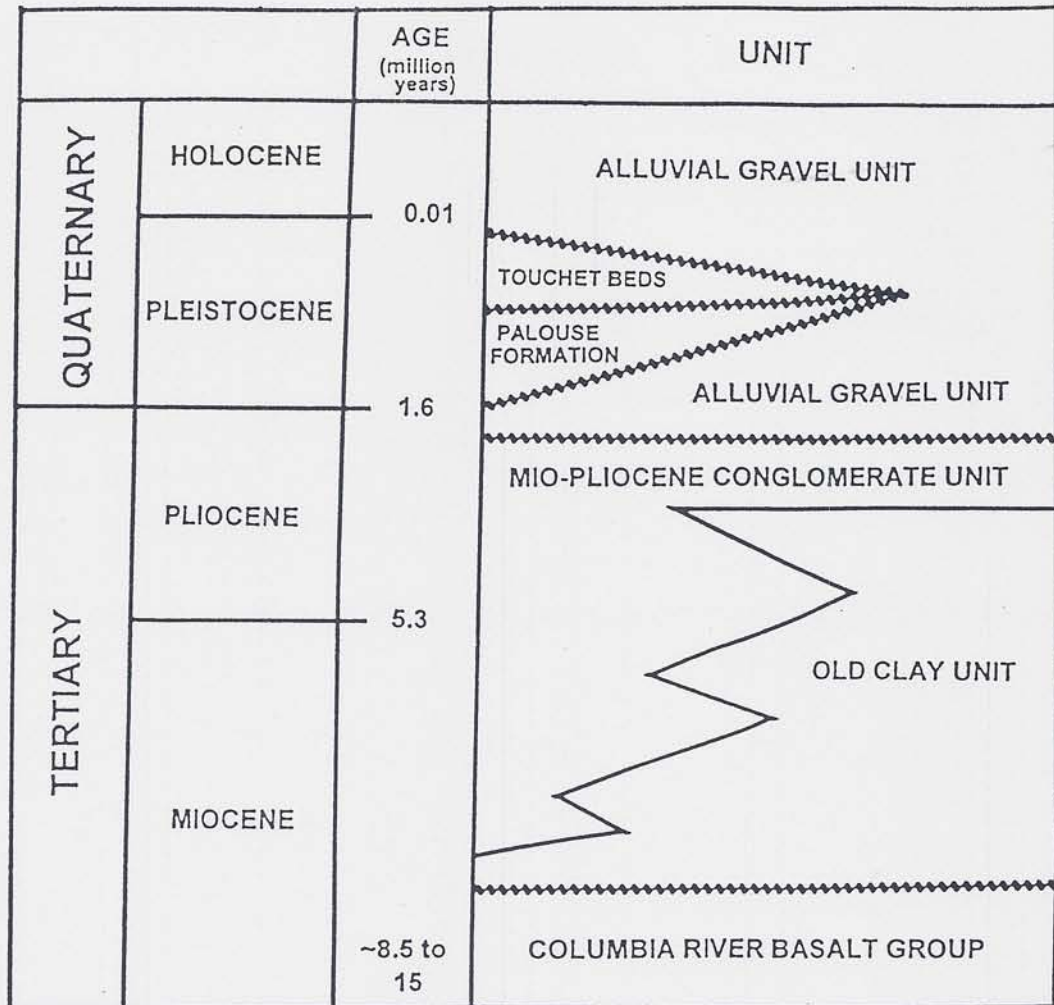 AGE
(million
years)
UNIT
QUATERNARY
HOLOCENE
ALLUVIAL GRAVEL UNIT
0.01
TOUCHET BEDS
PLEISTOCENE
PALOUSE
FORMATION
ALLUVIAL GRAVEL UNIT
1.6
TERTIARY
MIO-PLIOCENE CONGLOMERATE UNIT
PLIOCENE
5.3
OLD CLAY UNIT
MIOCENE
~8.5 to
15
COLUMBIA RIVER BASALT GROUP